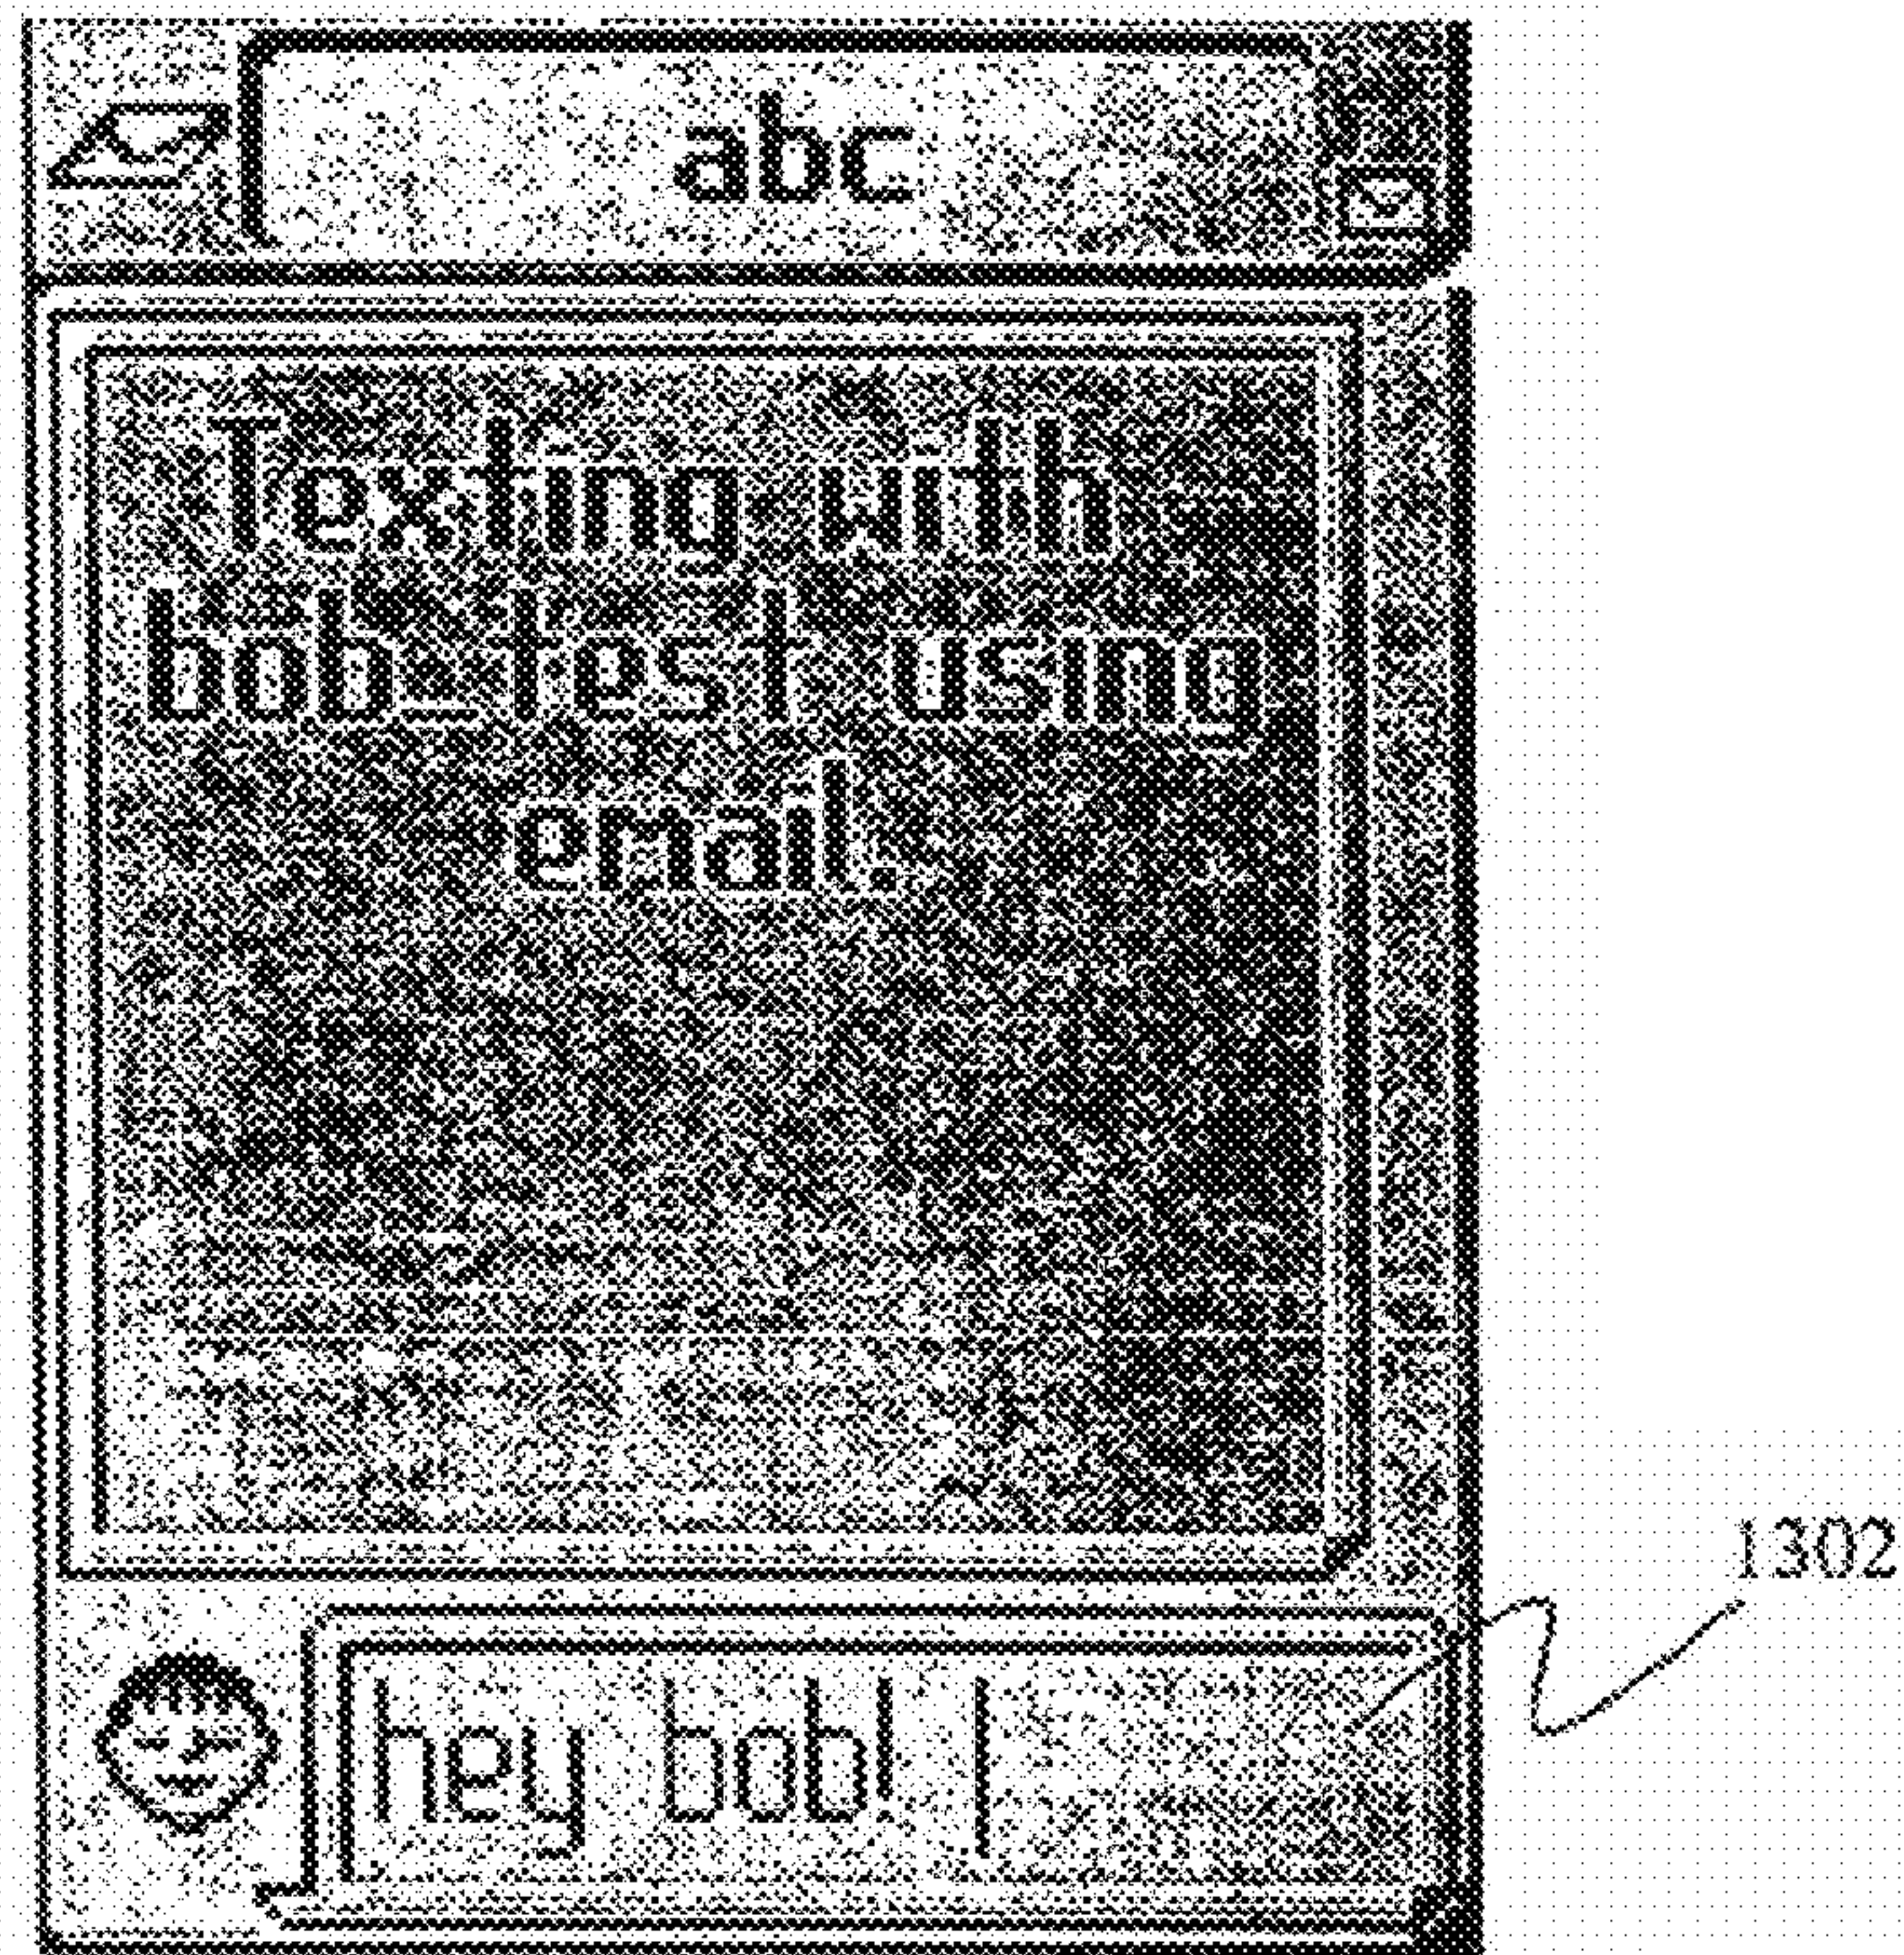 abc
Texting with
bob_test using
email.
1302
hey bob! |